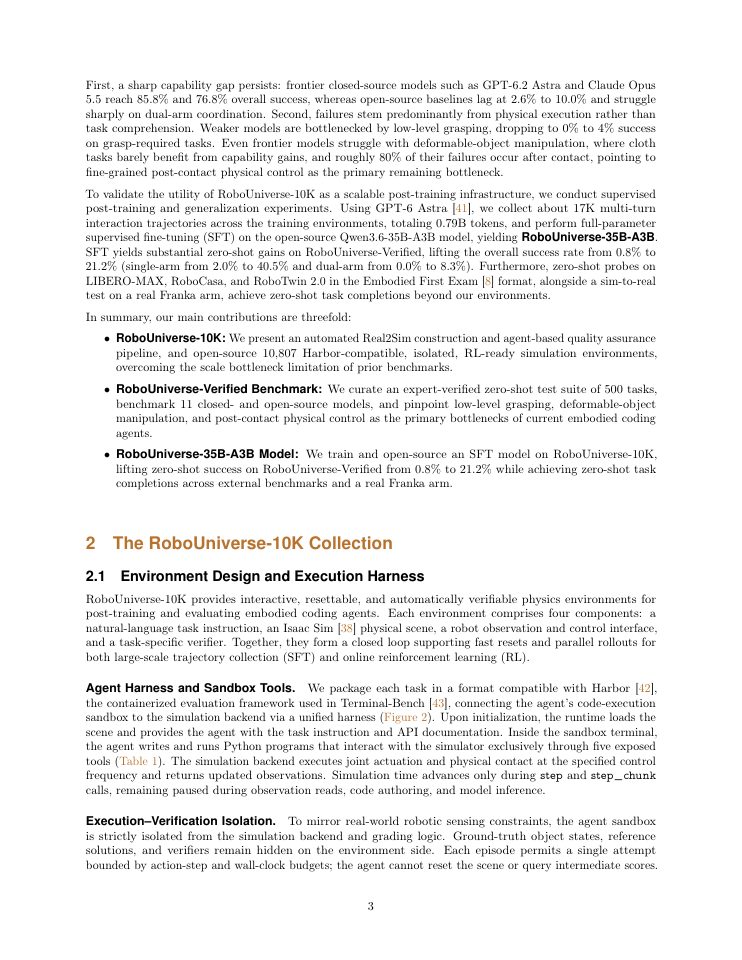 First, a sharp capability gap persists: frontier closed-source models such as GPT-6.2 Astra and Claude Opus
5.5 reach 85.8% and 76.8% overall success, whereas open-source baselines lag at 2.6% to 10.0% and struggle
sharply on dual-arm coordination. Second, failures stem predominantly from physical execution rather than
task comprehension. Weaker models are bottlenecked by low-level grasping, dropping to 0% to 4% success
on grasp-required tasks. Even frontier models struggle with deformable-object manipulation, where cloth
tasks barely benefit from capability gains, and roughly 80% of their failures occur after contact, pointing to
fine-grained post-contact physical control as the primary remaining bottleneck.
To validate the utility of RoboUniverse-10K as a scalable post-training infrastructure, we conduct supervised
post-training and generalization experiments. Using GPT-6 Astra [41], we collect about 17K multi-turn
interaction trajectories across the training environments, totaling 0.79B tokens, and perform full-parameter
supervised fine-tuning (SFT) on the open-source Qwen3.6-35B-A3B model, yielding RoboUniverse-35B-A3B.
SFT yields substantial zero-shot gains on RoboUniverse-Verified, lifting the overall success rate from 0.8% to
21.2% (single-arm from 2.0% to 40.5% and dual-arm from 0.0% to 8.3%). Furthermore, zero-shot probes on
LIBERO-MAX, RoboCasa, and RoboTwin 2.0 in the Embodied First Exam [8] format, alongside a sim-to-real
test on a real Franka arm, achieve zero-shot task completions beyond our environments.
In summary, our main contributions are threefold:
• RoboUniverse-10K: We present an automated Real2Sim construction and agent-based quality assurance
pipeline, and open-source 10,807 Harbor-compatible, isolated, RL-ready simulation environments,
overcoming the scale bottleneck limitation of prior benchmarks.
• RoboUniverse-Verified Benchmark: We curate an expert-verified zero-shot test suite of 500 tasks,
benchmark 11 closed- and open-source models, and pinpoint low-level grasping, deformable-object
manipulation, and post-contact physical control as the primary bottlenecks of current embodied coding
agents.
• RoboUniverse-35B-A3B Model: We train and open-source an SFT model on RoboUniverse-10K,
lifting zero-shot success on RoboUniverse-Verified from 0.8% to 21.2% while achieving zero-shot task
completions across external benchmarks and a real Franka arm.
2 The RoboUniverse-10K Collection
2.1 Environment Design and Execution Harness
RoboUniverse-10K provides interactive, resettable, and automatically verifiable physics environments for
post-training and evaluating embodied coding agents. Each environment comprises four components: a
natural-language task instruction, an Isaac Sim [38] physical scene, a robot observation and control interface,
and a task-specific verifier. Together, they form a closed loop supporting fast resets and parallel rollouts for
both large-scale trajectory collection (SFT) and online reinforcement learning (RL).
Agent Harness and Sandbox Tools. We package each task in a format compatible with Harbor [42],
the containerized evaluation framework used in Terminal-Bench [43], connecting the agent's code-execution
sandbox to the simulation backend via a unified harness (Figure 2). Upon initialization, the runtime loads the
scene and provides the agent with the task instruction and API documentation. Inside the sandbox terminal,
the agent writes and runs Python programs that interact with the simulator exclusively through five exposed
tools (Table 1). The simulation backend executes joint actuation and physical contact at the specified control
frequency and returns updated observations. Simulation time advances only during step and step_chunk
calls, remaining paused during observation reads, code authoring, and model inference.
Execution–Verification Isolation. To mirror real-world robotic sensing constraints, the agent sandbox
is strictly isolated from the simulation backend and grading logic. Ground-truth object states, reference
solutions, and verifiers remain hidden on the environment side. Each episode permits a single attempt
bounded by action-step and wall-clock budgets; the agent cannot reset the scene or query intermediate scores.
3